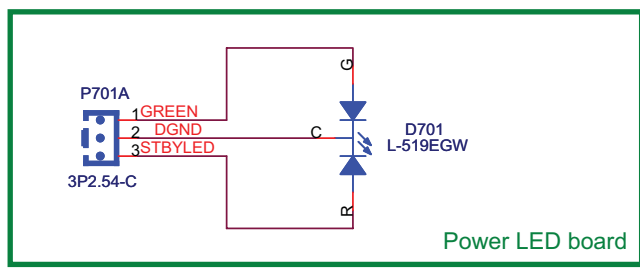 P701A
1 GREEN
2 DGND
3 STBYLED
3P2.54-C
G
C
R
D701
L-519EGW
Power LED board